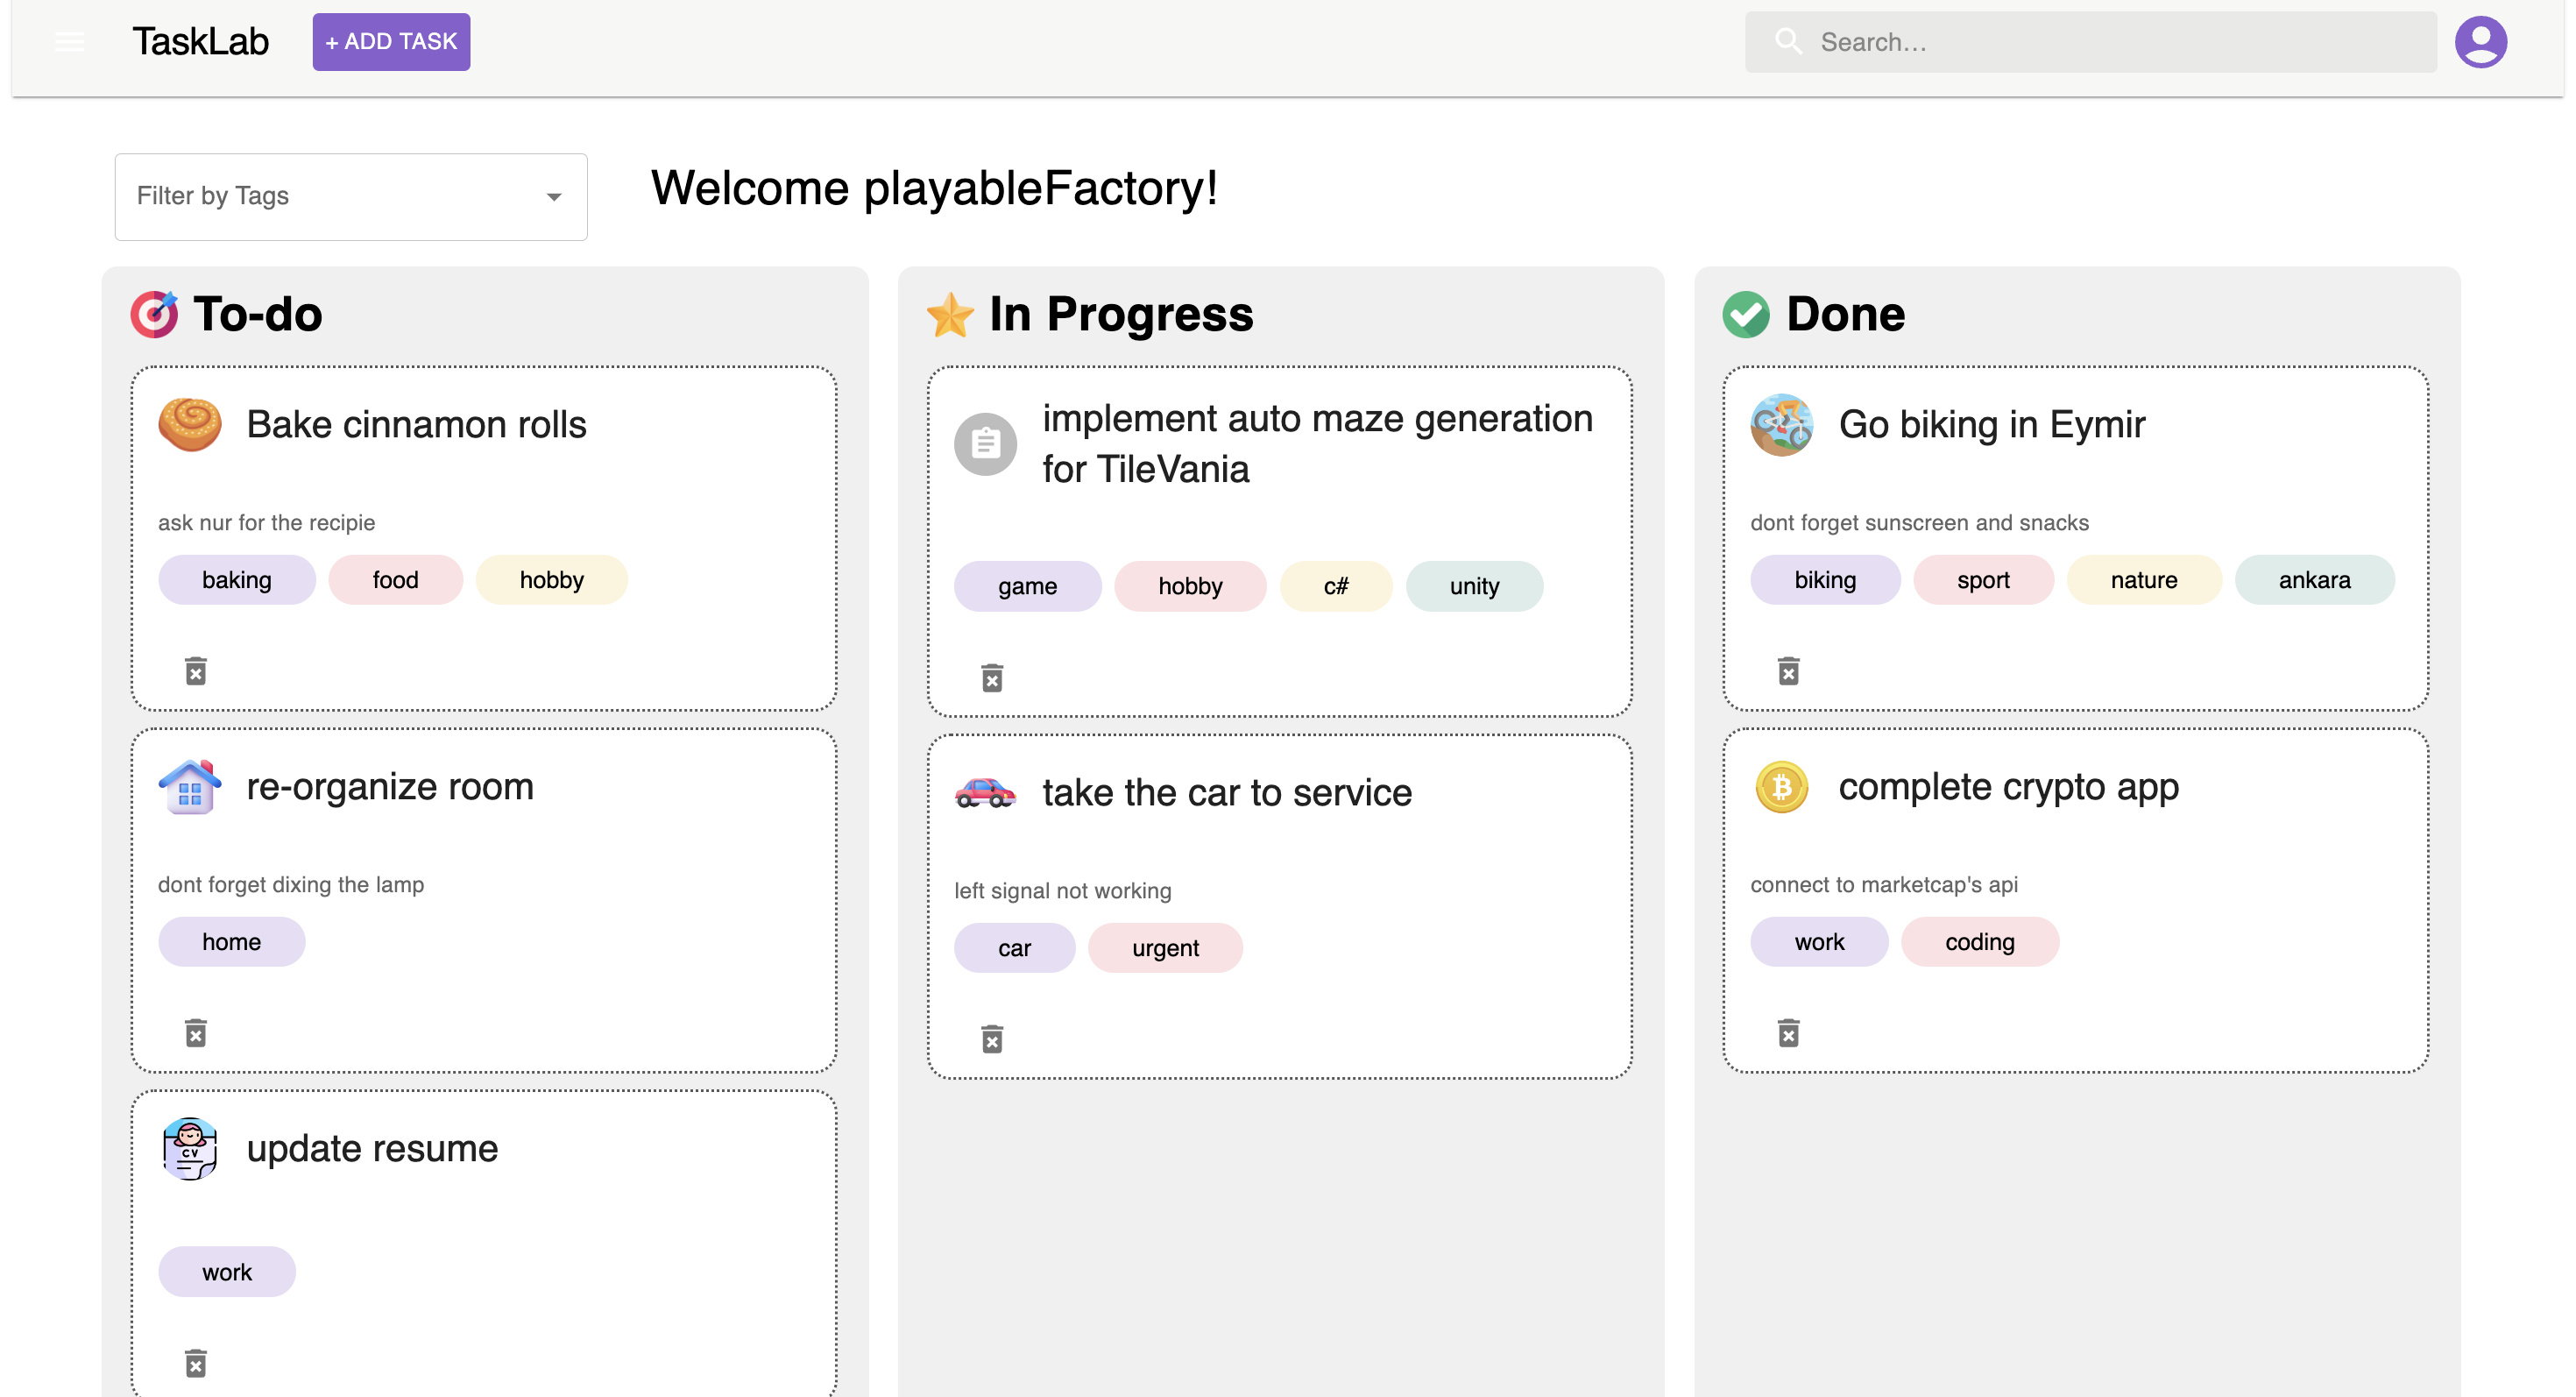 TaskLab
+ ADD TASK
Search...
Filter by Tags
Welcome playableFactory!
To-do
Bake cinnamon rolls
ask nur for the recipie
baking food hobby
re-organize room
dont forget dixing the lamp
home
CV
update resume
work
In Progress
implement auto maze generation
for TileVania
game hobby c# unity
take the car to service
left signal not working
car urgent
Done
Go biking in Eymir
dont forget sunscreen and snacks
biking sport nature ankara
complete crypto app
connect to marketcap's api
work coding